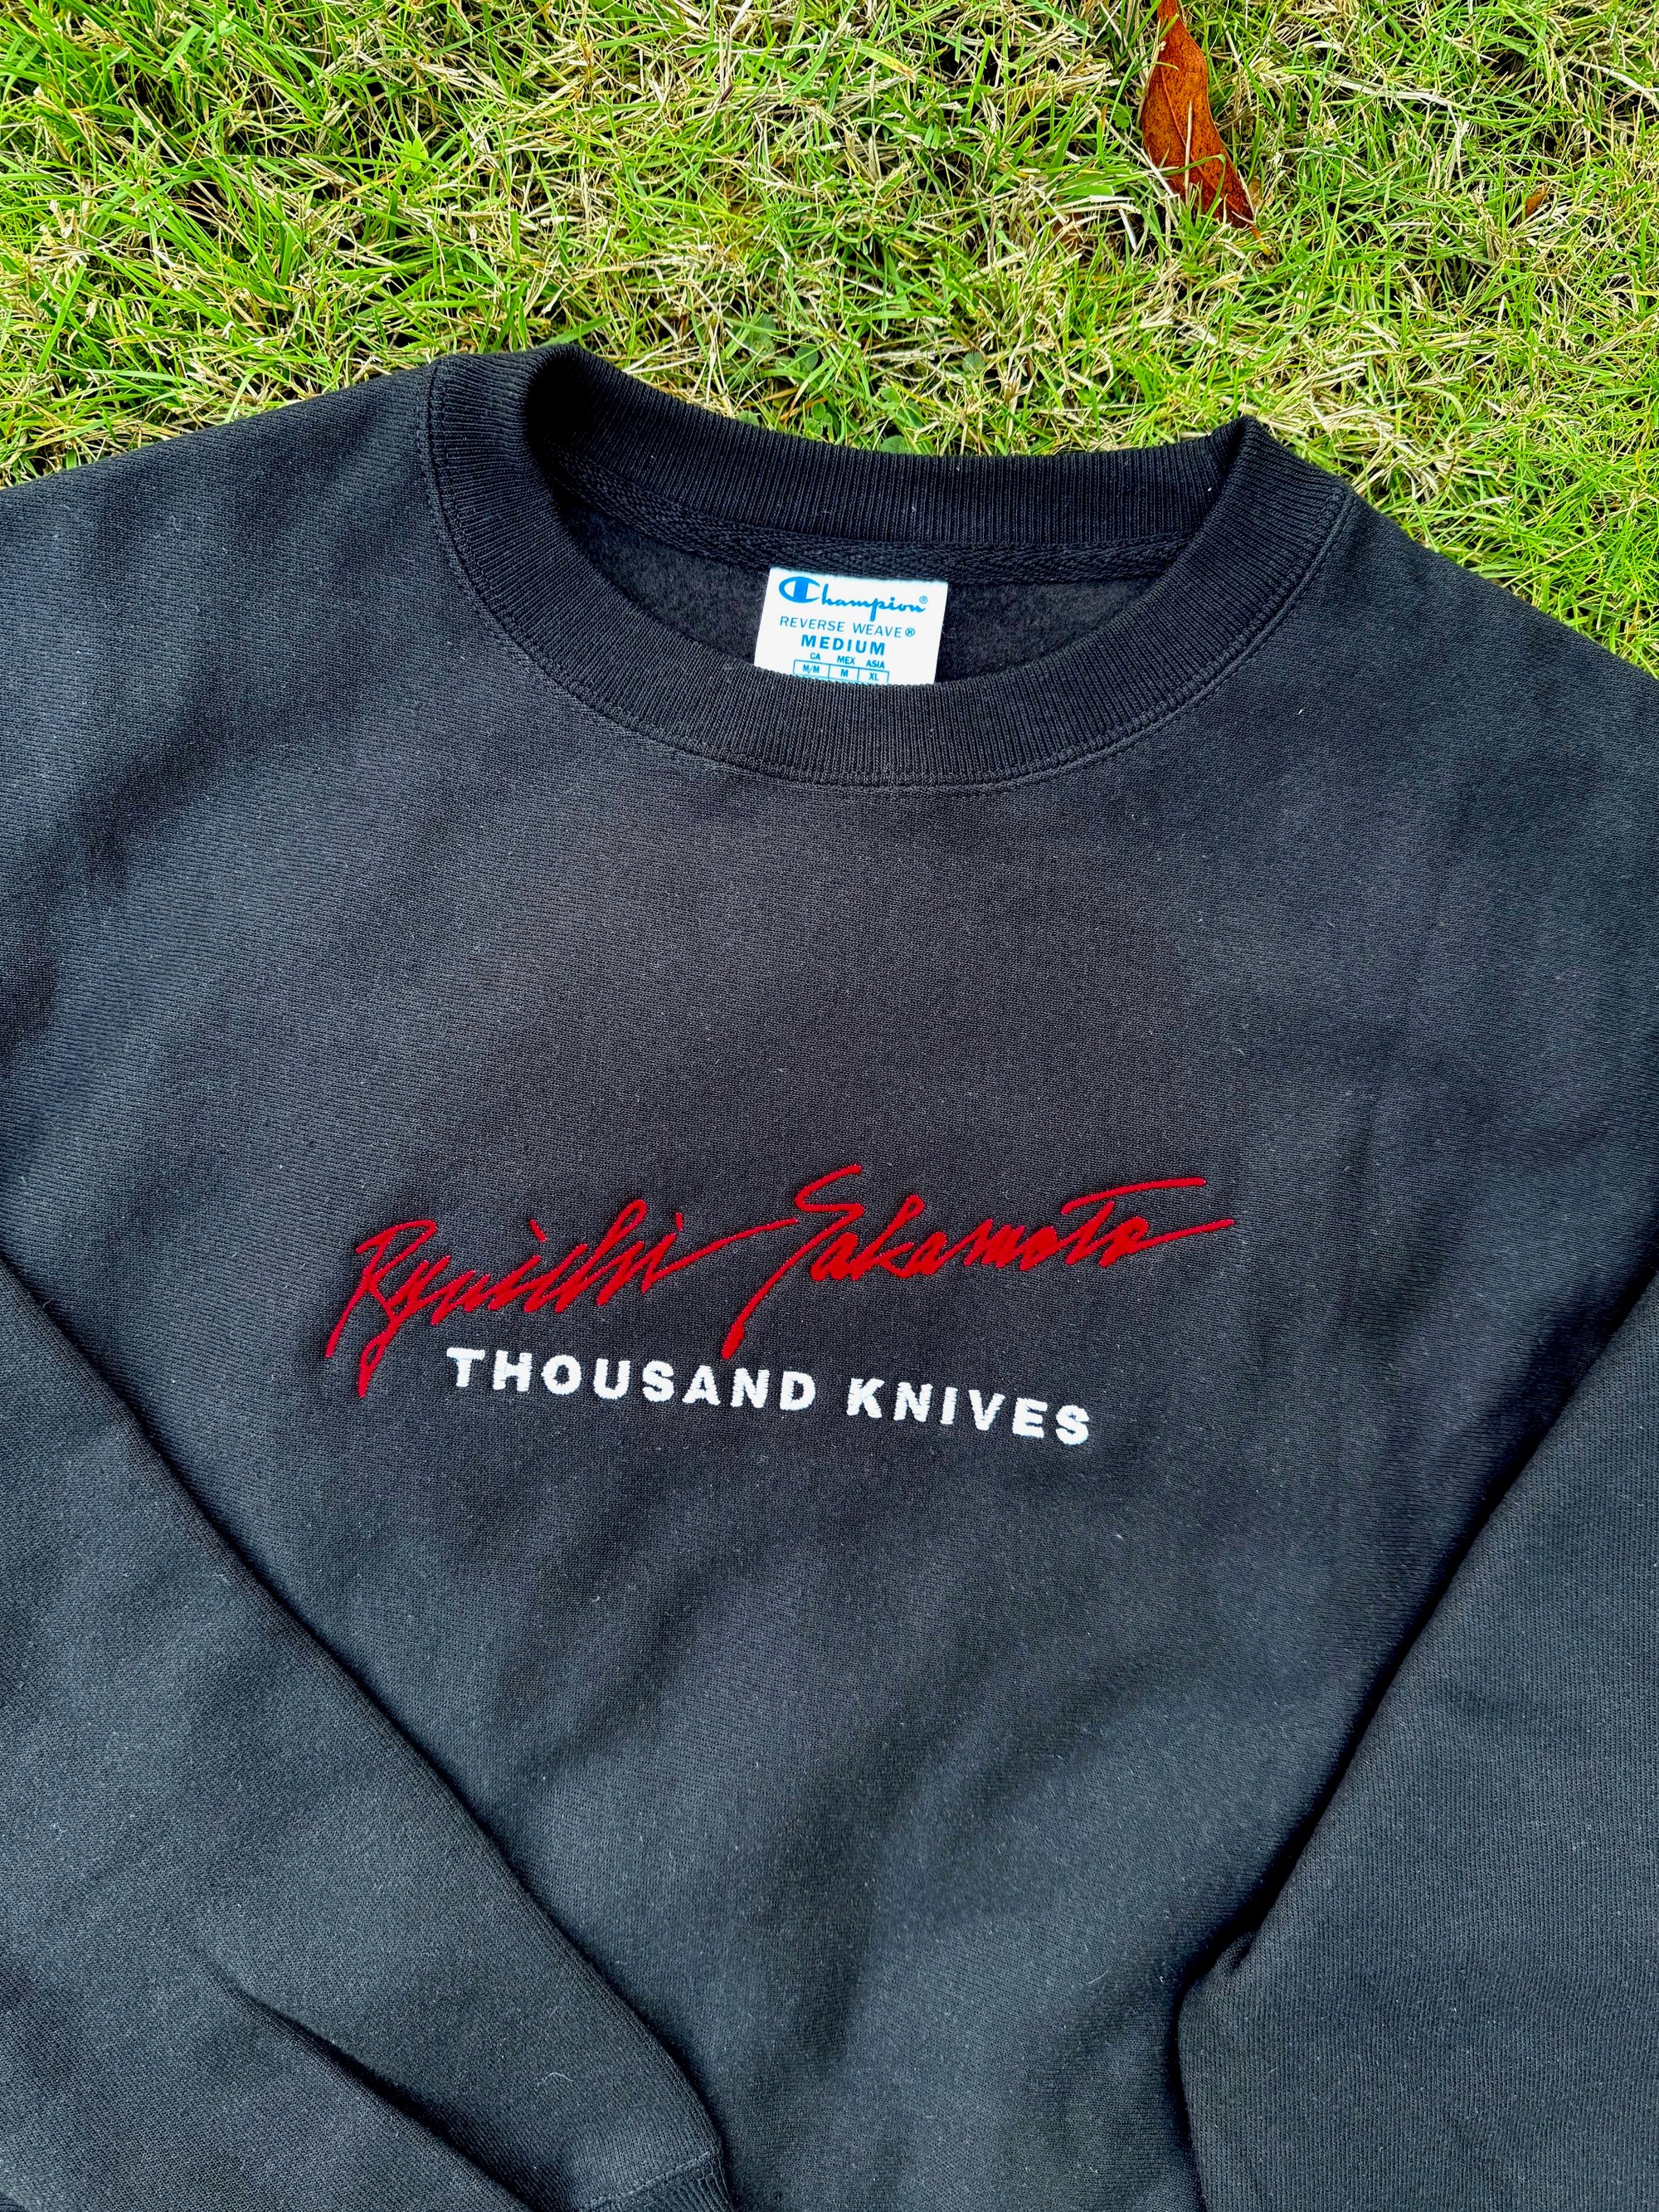 Champion®
REVERSE WEAVE®
MEDIUM
CA MEX ASIA
M/M M XL
Ryuichi Sakamoto
THOUSAND KNIVES